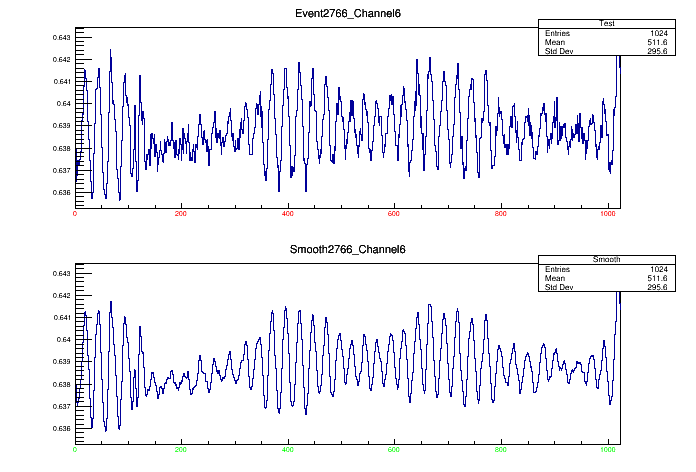 Event2766_Channel6
Test
Entries 1024
Mean 511.6
Std Dev 295.6
0.643
0.642
0.641
0.64
0.639
0.638
0.637
0.636
0 200 400 600 800 1000
Smooth2766_Channel6
Smooth
Entries 1024
Mean 511.6
Std Dev 295.6
0.643
0.642
0.641
0.64
0.639
0.638
0.637
0.636
0 200 400 600 800 1000